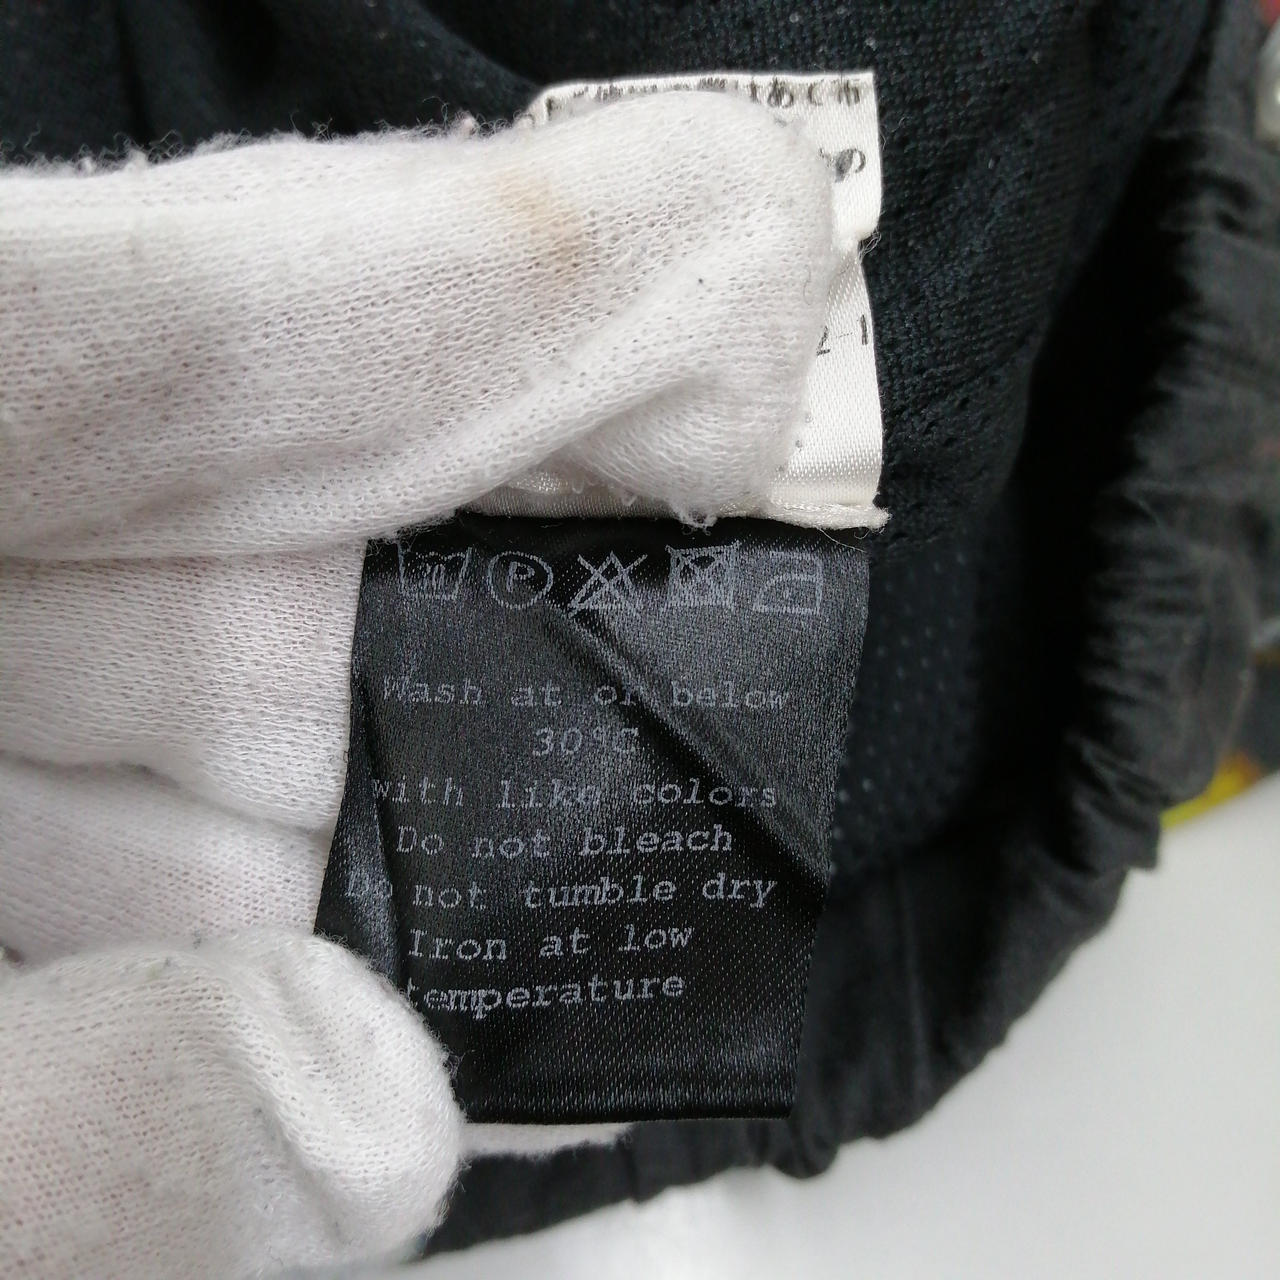 P
Wash at or below
30°C
with like colors
Do not bleach
Do not tumble dry
Iron at low
temperature